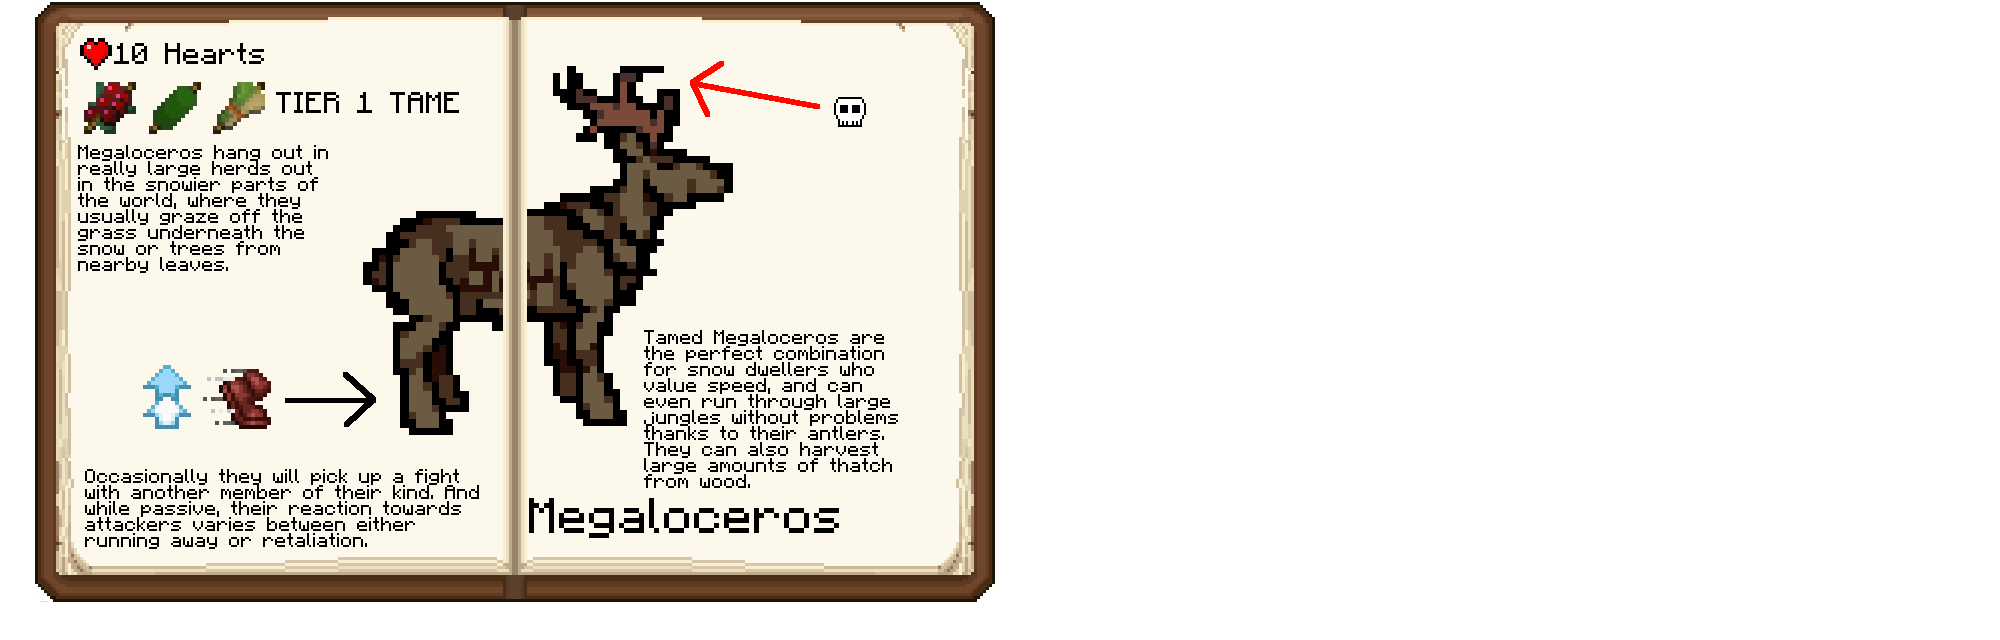 10 Hearts
TIER 1 TAME
Megaloceros hang out in
really large herds out
in the snowier parts of
the world, where they
usually graze off the
grass underneath the
snow or trees from
nearby leaves.
Occasionally they will pick up a fight
with another member of their kind. And
while passive, their reaction towards
attackers varies between either
running away or retaliation.
Tamed Megaloceros are
the perfect combination
for snow dwellers who
value speed, and can
even run through large
jungles without problems
thanks to their antlers.
They can also harvest
large amounts of thatch
from wood.
Megaloceros